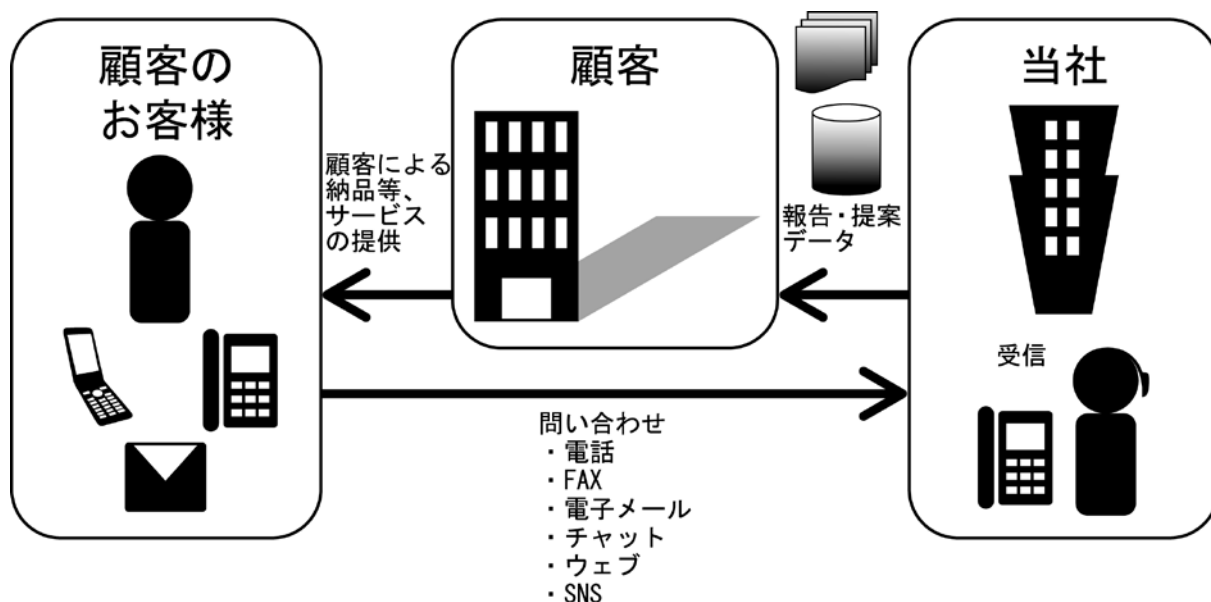 顧客の
お客様
顧客による
納品等、
サービス
の提供
顧客
報告・提案
データ
当社
受信
問い合わせ
・電話
・FAX
・電子メール
・チャット
・ウェブ
・SNS